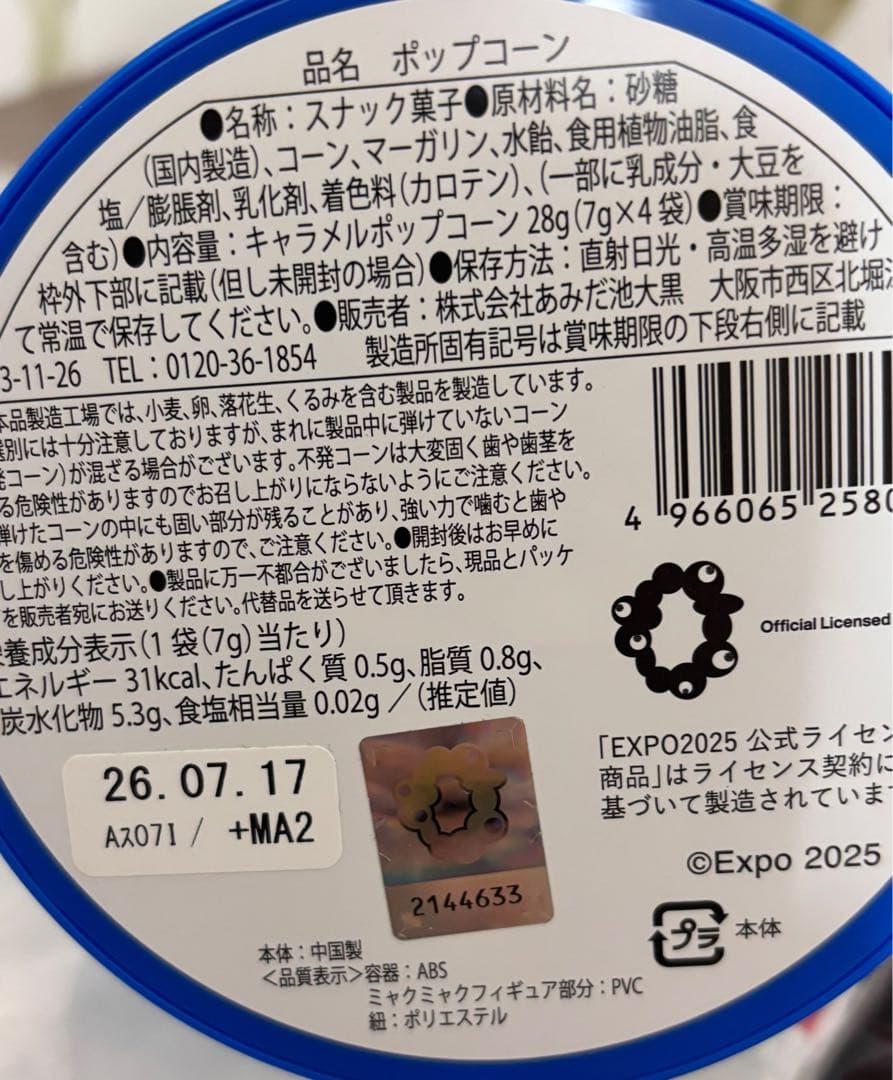 品名 ポップコーン
●名称：スナック菓子●原材料名：砂糖
(国内製造)、コーン、マーガリン、水飴、食用植物油脂、食
塩／膨脹剤、乳化剤、着色料(カロテン)、(一部に乳成分・大豆を
含む)●内容量：キャラメルポップコーン 28g(7g×4袋)●賞味期限：
枠外下部に記載(但し未開封の場合)●保存方法：直射日光・高温多湿を避け
て常温で保存してください。●販売者：株式会社あみだ池大黒 大阪市西区北堀
3-11-26 TEL：0120-36-1854 製造所固有記号は賞味期限の下段右側に記載
本品製造工場では、小麦、卵、落花生、くるみを含む製品を製造しています。
選別には十分注意しておりますが、まれに製品中に弾けていないコーン
発コーン)が混ざる場合がございます。不発コーンは大変固く歯や歯茎を
る危険性がありますのでお召し上がりにならないようにご注意ください。
弾けたコーンの中にも固い部分が残ることがあり、強い力で噛むと歯や
を傷める危険性がありますので、ご注意ください。●開封後はお早めに
し上がりください。●製品に万一不都合がございましたら、現品とパッケ
を販売者宛にお送りください。代替品を送らせて頂きます。
栄養成分表示(1袋(7g)当たり)
エネルギー 31kcal、たんぱく質 0.5g、脂質 0.8g、
炭水化物 5.3g、食塩相当量 0.02g ／(推定値)
4 966065 2580
Official Licensed
「EXPO2025 公式ライセン
商品」はライセンス契約に
基づいて製造されています
©Expo 2025
26.07.17
Aス07I / +MA2
2144633
プラ 本体
本体：中国製
<品質表示>容器：ABS
ミャクミャクフィギュア部分：PVC
紐：ポリエステル